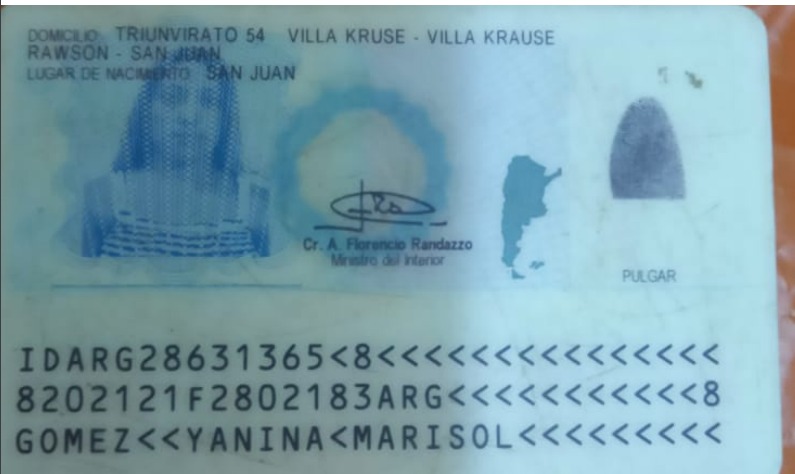 DOMICILIO: TRIUNVIRATO 54 VILLA KRUSE - VILLA KRAUSE
RAWSON - SAN JUAN
LUGAR DE NACIMIENTO: SAN JUAN
Cr. A. Florencio Randazzo
Ministro del Interior
PULGAR
IDARG28631365<8<<<<<<<<<<<<<<<
8202121F2802183ARG<<<<<<<<<<<8
GOMEZ<<YANINA<MARISOL<<<<<<<<<